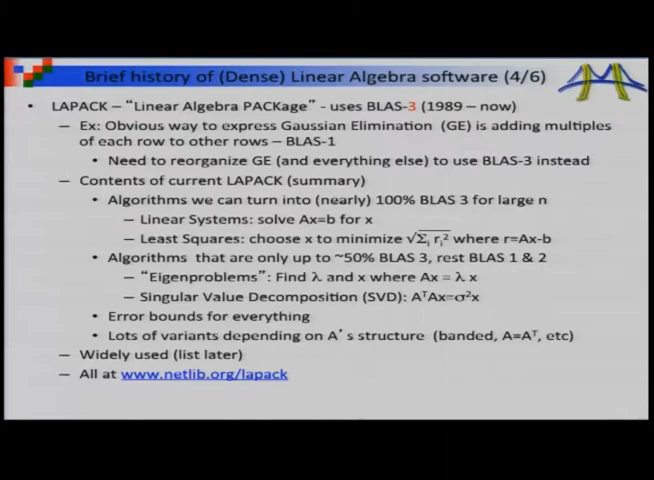 Brief history of (Dense) Linear Algebra software (4/6)
• LAPACK – “Linear Algebra PACKage” - uses BLAS-3 (1989 – now)
– Ex: Obvious way to express Gaussian Elimination (GE) is adding multiples
of each row to other rows – BLAS-1
• Need to reorganize GE (and everything else) to use BLAS-3 instead
– Contents of current LAPACK (summary)
• Algorithms we can turn into (nearly) 100% BLAS 3 for large n
– Linear Systems: solve Ax=b for x
– Least Squares: choose x to minimize √Σᵢ rᵢ² where r=Ax-b
• Algorithms that are only up to ~50% BLAS 3, rest BLAS 1 & 2
– “Eigenproblems”: Find λ and x where Ax = λ x
– Singular Value Decomposition (SVD): AᵀAx=σ²x
• Error bounds for everything
• Lots of variants depending on A’s structure (banded, A=Aᵀ, etc)
– Widely used (list later)
– All at www.netlib.org/lapack